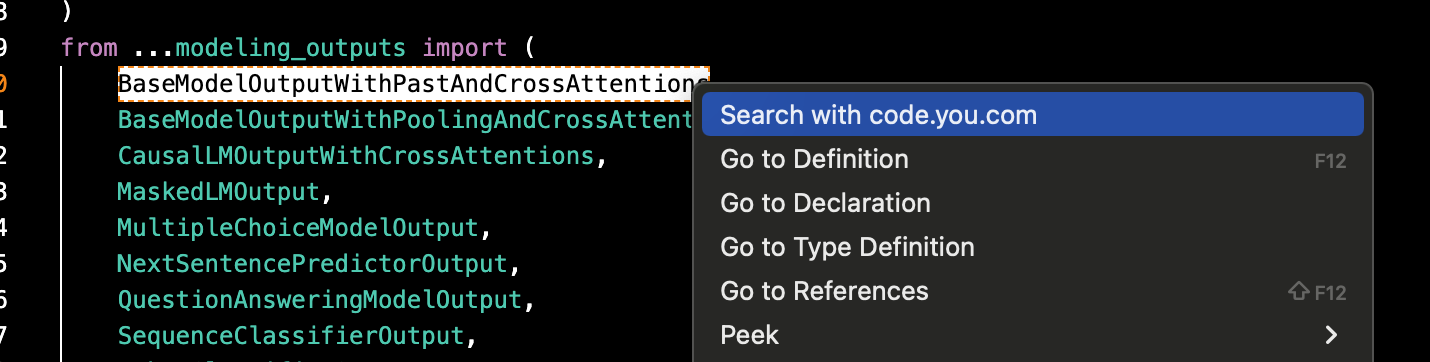 8 )
9 from ...modeling_outputs import (
0 BaseModelOutputWithPastAndCrossAttentions
1 BaseModelOutputWithPoolingAndCrossAttent
2 CausalLMOutputWithCrossAttentions,
3 MaskedLMOutput,
4 MultipleChoiceModelOutput,
5 NextSentencePredictorOutput,
6 QuestionAnsweringModelOutput,
7 SequenceClassifierOutput,
Search with code.you.com
Go to Definition F12
Go to Declaration
Go to Type Definition
Go to References ⇧F12
Peek